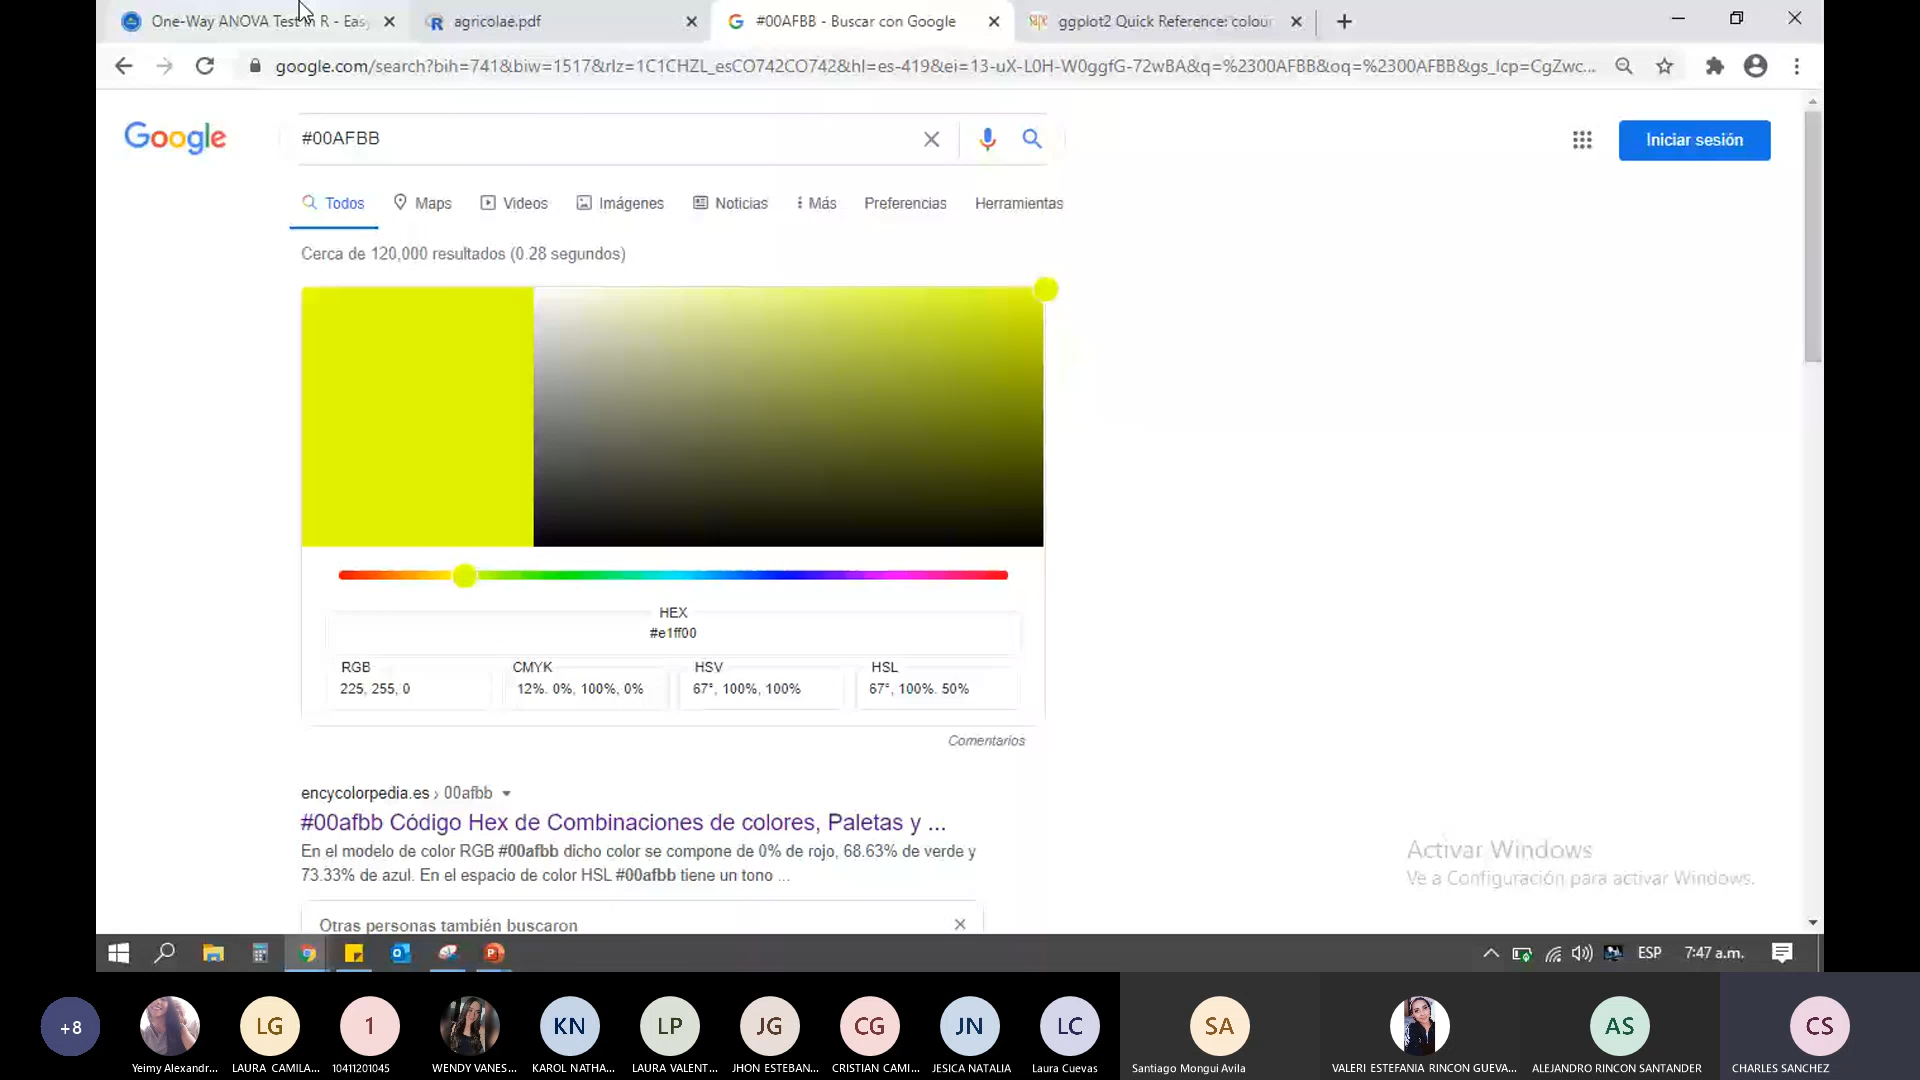 One-Way ANOVA Test in R - Eas
agricolae.pdf
#00AFBB - Buscar con Google
ggplot2 Quick Reference: colour
google.com/search?bih=741&biw=1517&rlz=1C1CHZL_esCO742CO742&hl=es-419&ei=13-uX-L0H-W0ggfG-72wBA&q=%2300AFBB&oq=%2300AFBB&gs_lcp=CgZwc...
Google
#00AFBB
Iniciar sesión
Todos
Maps
Videos
Imágenes
Noticias
Más
Preferencias
Herramientas
Cerca de 120,000 resultados (0.28 segundos)
HEX
#e1ff00
RGB
CMYK
HSV
HSL
225, 255, 0
12%. 0%, 100%, 0%
67°, 100%, 100%
67°, 100%. 50%
Comentarios
encycolorpedia.es › 00afbb
#00afbb Código Hex de Combinaciones de colores, Paletas y ...
En el modelo de color RGB #00afbb dicho color se compone de 0% de rojo, 68.63% de verde y
73.33% de azul. En el espacio de color HSL #00afbb tiene un tono ...
Otras personas también buscaron
Activar Windows
Ve a Configuración para activar Windows.
ESP
7:47 a.m.
+8
LG
1
KN
LP
JG
CG
JN
LC
SA
AS
CS
Yeimy Alexandr...
LAURA CAMILA...
10411201045
WENDY VANES...
KAROL NATHA...
LAURA VALENT...
JHON ESTEBAN...
CRISTIAN CAMI...
JESICA NATALIA
Laura Cuevas
Santiago Mongui Avila
VALERI ESTEFANIA RINCON GUEVA...
ALEJANDRO RINCON SANTANDER
CHARLES SANCHEZ